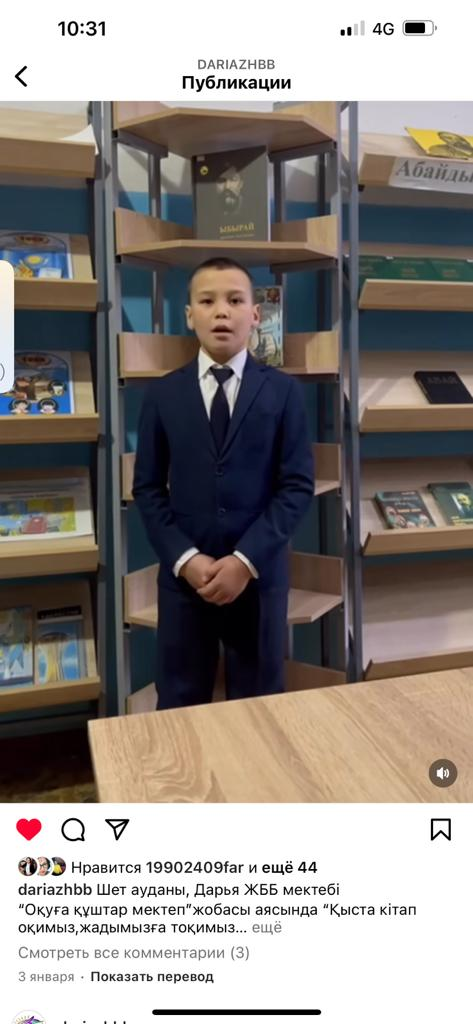 10:31
4G
DARIAZHBB
Публикации
ЫБЫРАЙ
Абайды
АБАЙ
Нравится 19902409far и ещё 44
dariazhbb Шет ауданы, Дарья ЖББ мектебі
“Оқуға құштар мектеп”жобасы аясында “Қыста кітап
оқимыз,жадымызға тоқимыз... ещё
Смотреть все комментарии (3)
3 января · Показать перевод